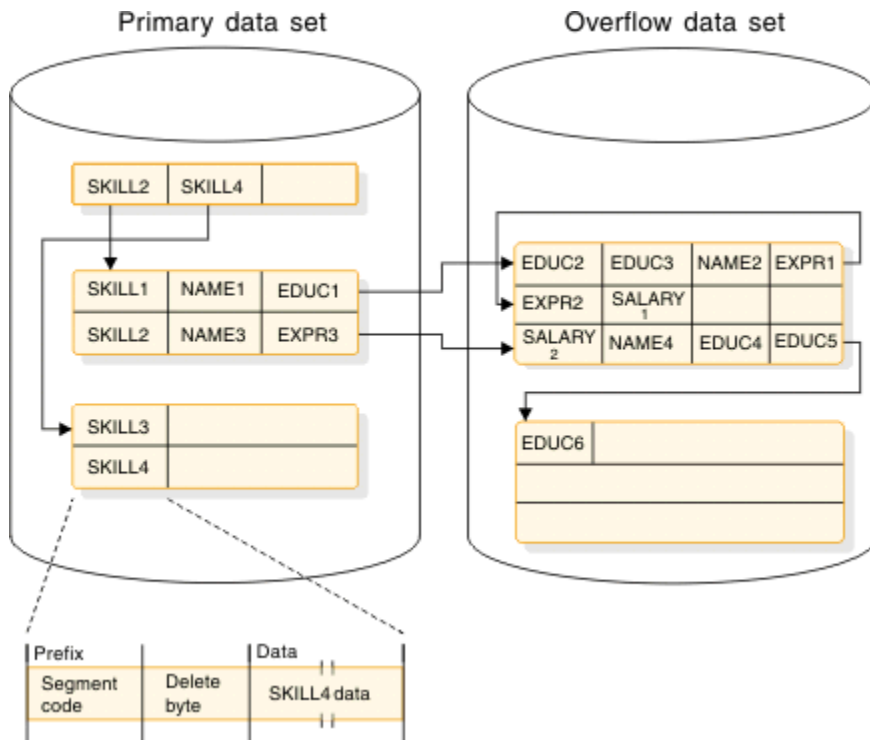 Primary data set
Overflow data set
SKILL2 SKILL4
SKILL1 NAME1 EDUC1
SKILL2 NAME3 EXPR3
SKILL3
SKILL4
EDUC2 EDUC3 NAME2 EXPR1
EXPR2 SALARY
1
SALARY NAME4 EDUC4 EDUC5
2
EDUC6
Prefix Data
Segment Delete SKILL4 data
code byte